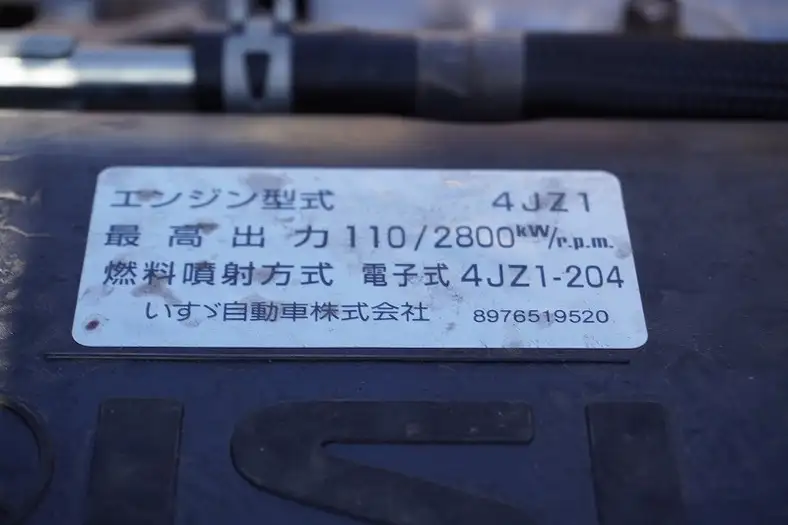 エンジン型式 4JZ1
最高出力 110/2800kW/r.p.m.
燃料噴射方式 電子式 4JZ1-204
いすゞ自動車株式会社 8976519520